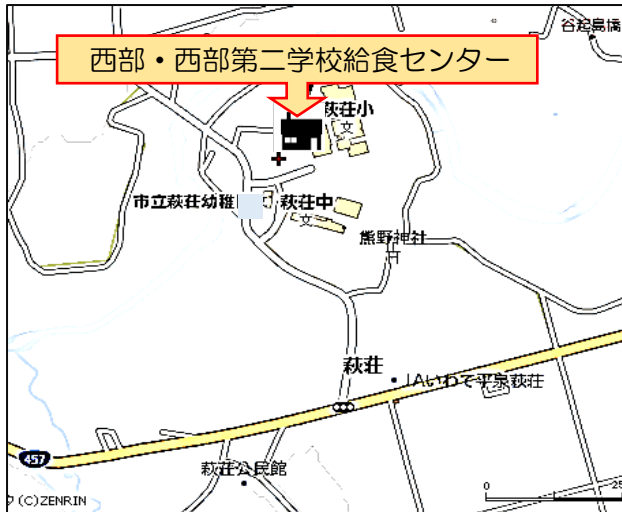 谷起島橋
西部・西部第二学校給食センター
萩荘小
文
市立萩荘幼稚
萩荘中
文
熊野神社
萩荘
JAいわて平泉萩荘
457
萩荘公民館
(C)ZENRIN
0
25